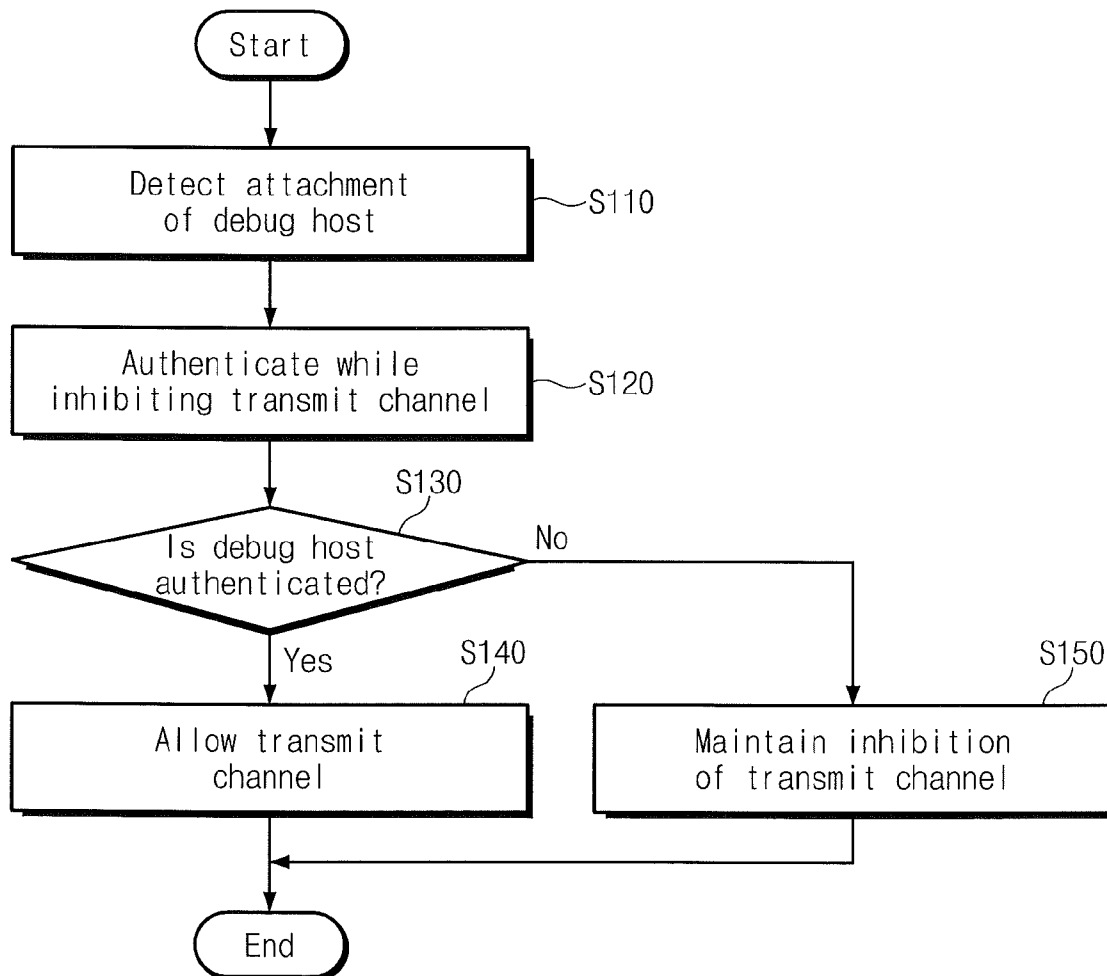 Start
Detect attachment
of debug host
S110
Authenticate while
inhibiting transmit channel
S120
S130
Is debug host
authenticated?
No
Yes
S140
S150
Allow transmit
channel
Maintain inhibition
of transmit channel
End